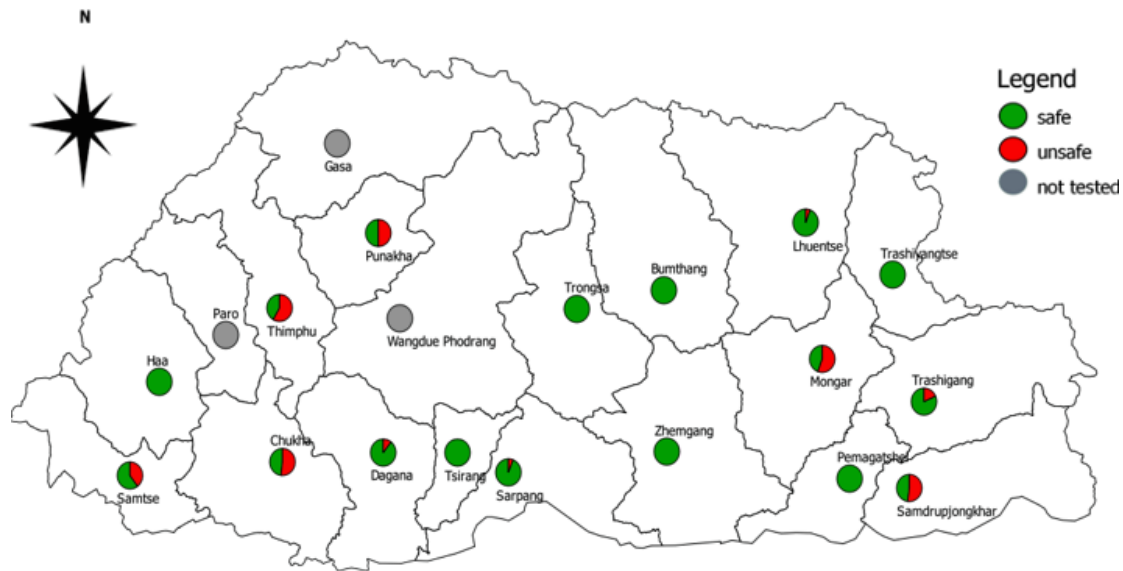 N
Legend
safe
unsafe
not tested
Gasa
Punakha
Lhuentse
Trashiyangtse
Bumthang
Trongsa
Paro
Thimphu
Wangdue Phodrang
Haa
Mongar
Trashigang
Chukha
Dagana
Tsirang
Sarpang
Zhemgang
Pemagatshel
Samtse
Samdrupjongkhar